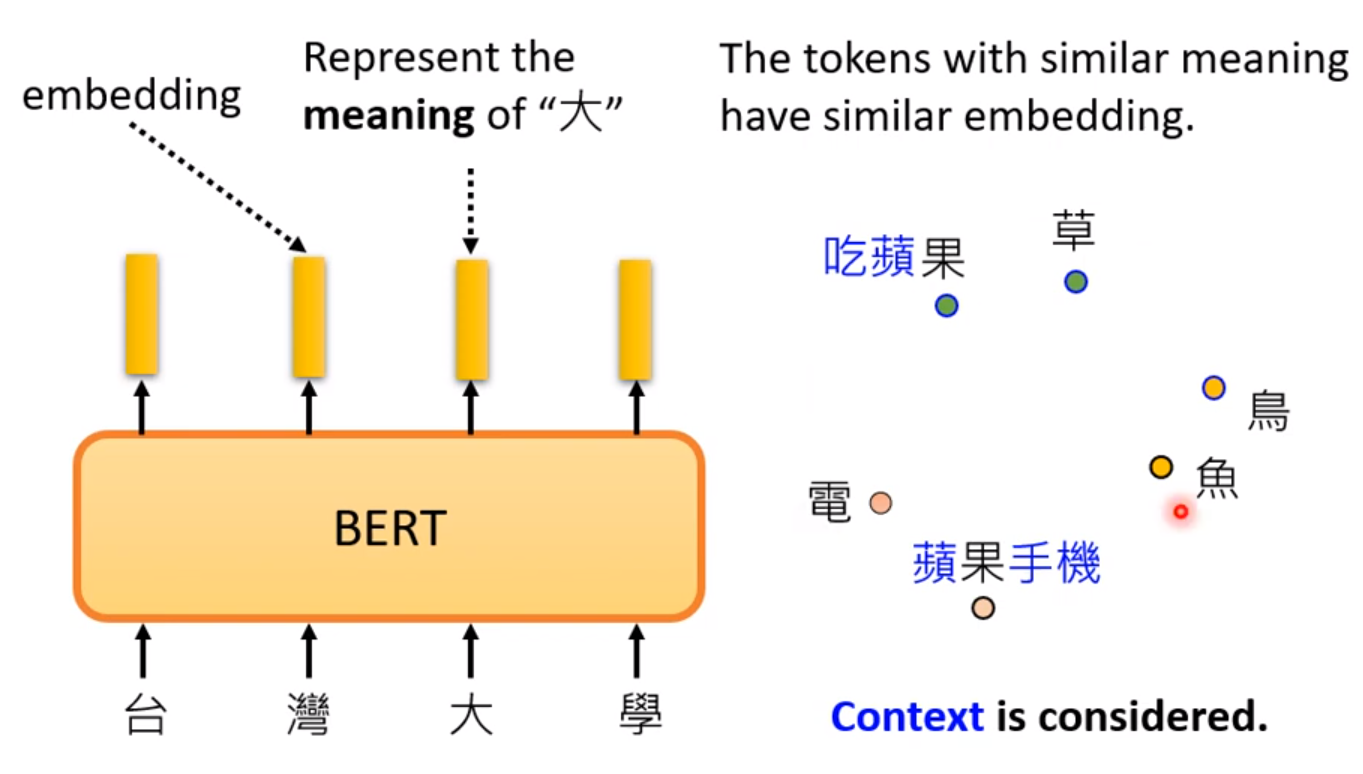 embedding
Represent the
meaning of “大”
BERT
台 灣 大 學
The tokens with similar meaning
have similar embedding.
吃蘋果
草
鳥
魚
電
蘋果手機
Context is considered.